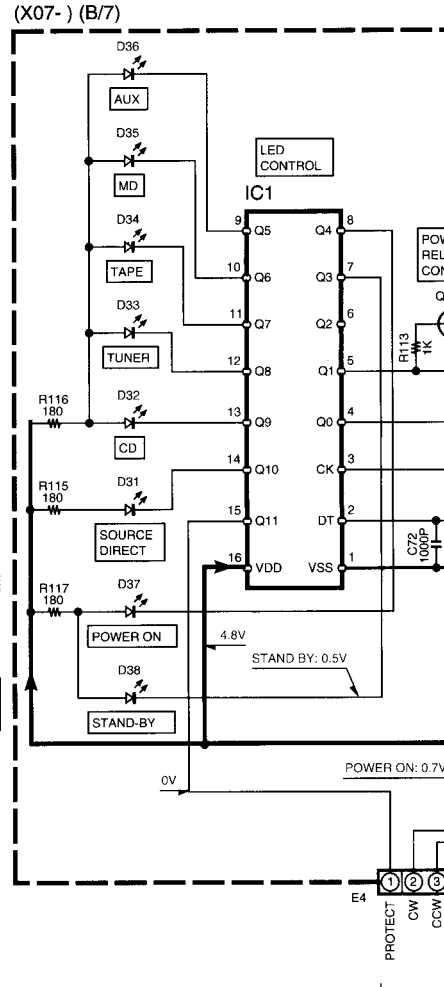 (X07- ) (B/7)
D36
AUX
D35
MD
D34
TAPE
D33
TUNER
R116
180
D32
CD
R115
180
D31
SOURCE
DIRECT
R117
180
D37
POWER ON
D38
STAND-BY
LED
CONTROL
IC1
9 Q5 Q4 8
10 Q6 Q3 7
11 Q7 Q2 6
12 Q8 Q1 5
13 Q9 Q0 4
14 Q10 CK 3
15 Q11 DT 2
16 VDD VSS 1
POW
REL
CON
Q
R113
1K
C72
1000P
4.8V
STAND BY: 0.5V
POWER ON: 0.7V
0V
E4
1 2 3
PROTECT
CW
CCW